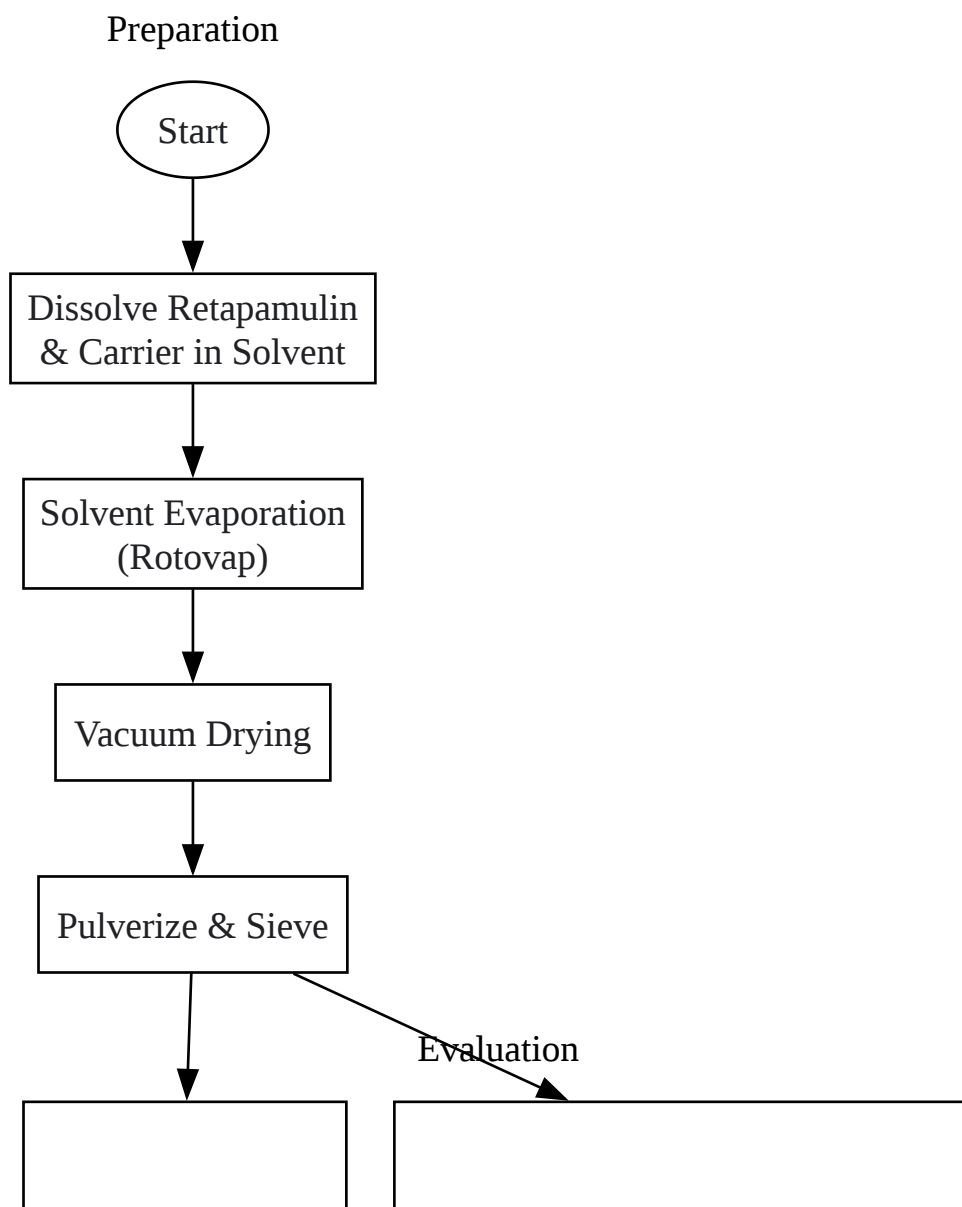 Preparation
Start
Dissolve Retapamulin
& Carrier in Solvent
Solvent Evaporation
(Rotovap)
Vacuum Drying
Pulverize & Sieve
Evaluation